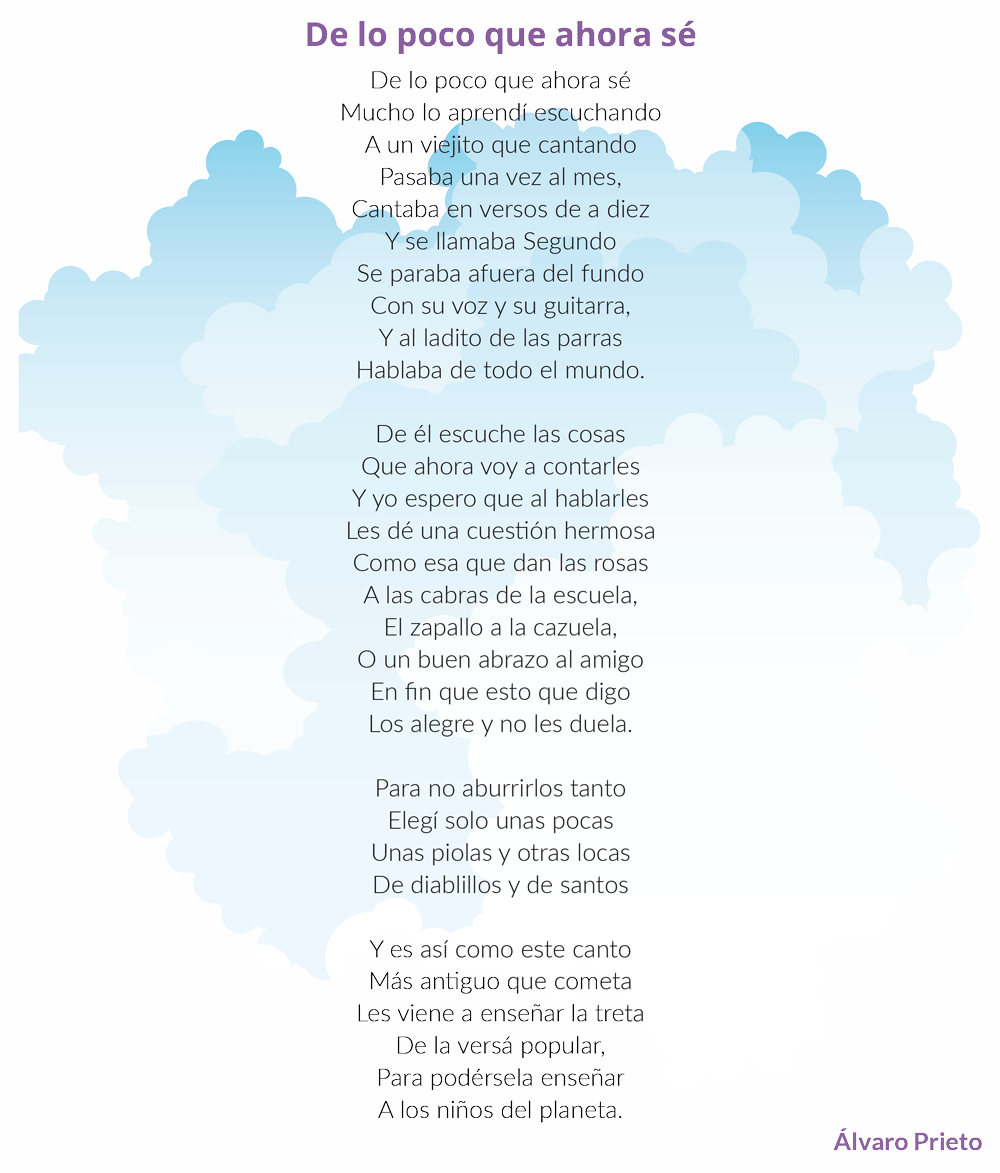 De lo poco que ahora sé
De lo poco que ahora sé
Mucho lo aprendí escuchando
A un viejito que cantando
Pasaba una vez al mes,
Cantaba en versos de a diez
Y se llamaba Segundo
Se paraba afuera del fundo
Con su voz y su guitarra,
Y al ladito de las parras
Hablaba de todo el mundo.

De él escuche las cosas
Que ahora voy a contarles
Y yo espero que al hablarles
Les dé una cuestión hermosa
Como esa que dan las rosas
A las cabras de la escuela,
El zapallo a la cazuela,
O un buen abrazo al amigo
En fin que esto que digo
Los alegre y no les duela.

Para no aburrirlos tanto
Elegí solo unas pocas
Unas piolas y otras locas
De diablillos y de santos

Y es así como este canto
Más antiguo que cometa
Les viene a enseñar la treta
De la versá popular,
Para podérsela enseñar
A los niños del planeta.
Álvaro Prieto